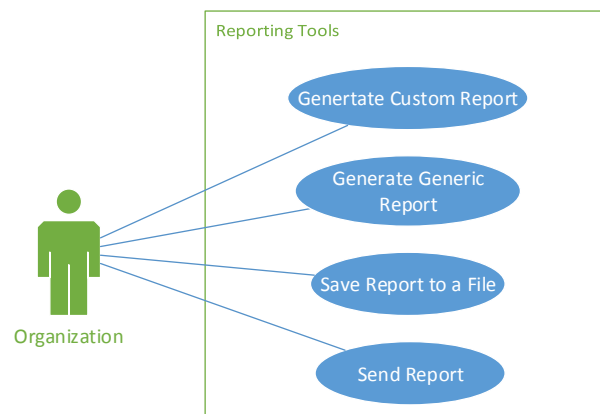 Reporting Tools
Genertate Custom Report
Generate Generic
Report
Save Report to a File
Organization
Send Report